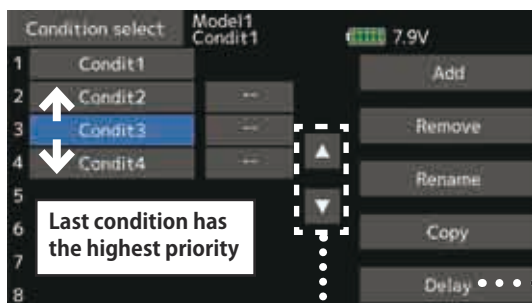 Condition select
Model1
Condit1
7.9V
1 Condit1
Add
2 Condit2 --
3 Condit3 --
Remove
4 Condit4 --
Rename
5
6
Last condition has
the highest priority
Copy
7
8
Delay